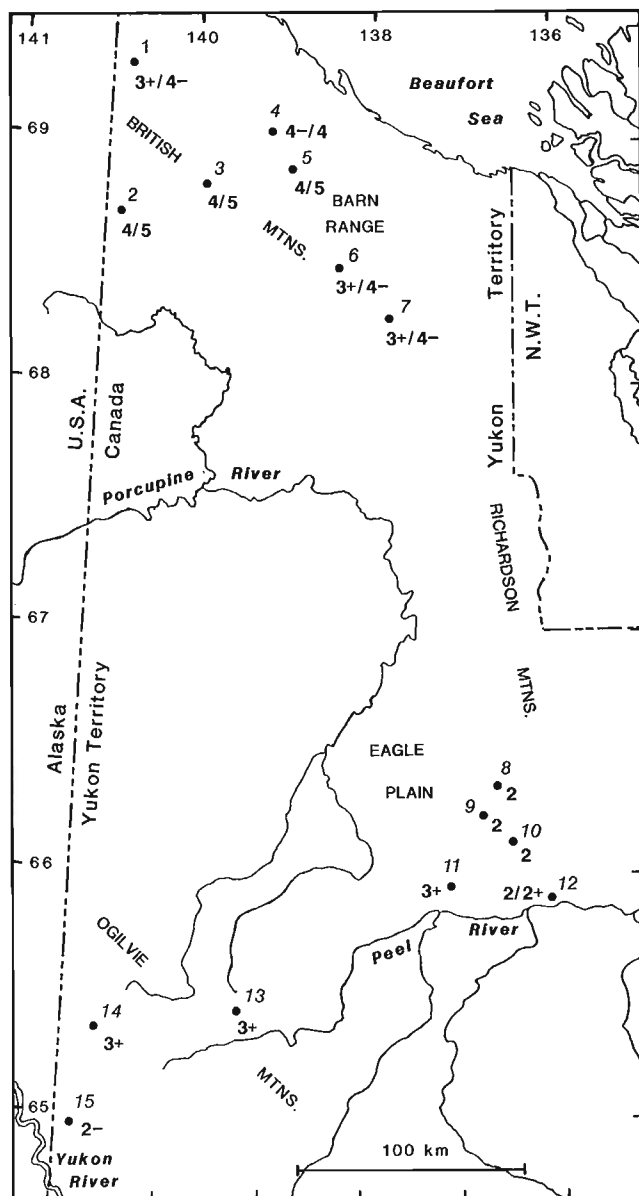 141 140 138 136
1
3+/4-
Beaufort
Sea
4
69
4-/4
BRITISH
5
3
4/5
4/5
2
4/5
BARN
RANGE
MTNS.
6
3+/4-
7
3+/4-
Territory
N.W.T.
68
U.S.A.
Canada
Yukon
Porcupine River
RICHARDSON
67
MTNS.
Alaska
Yukon Territory
EAGLE
PLAIN
8
2
9
2
10
2
66
11
3+
12
2/2+
OGILVIE
Peel River
13
3+
14
3+
MTNS.
65
15
2-
100 km
Yukon
River